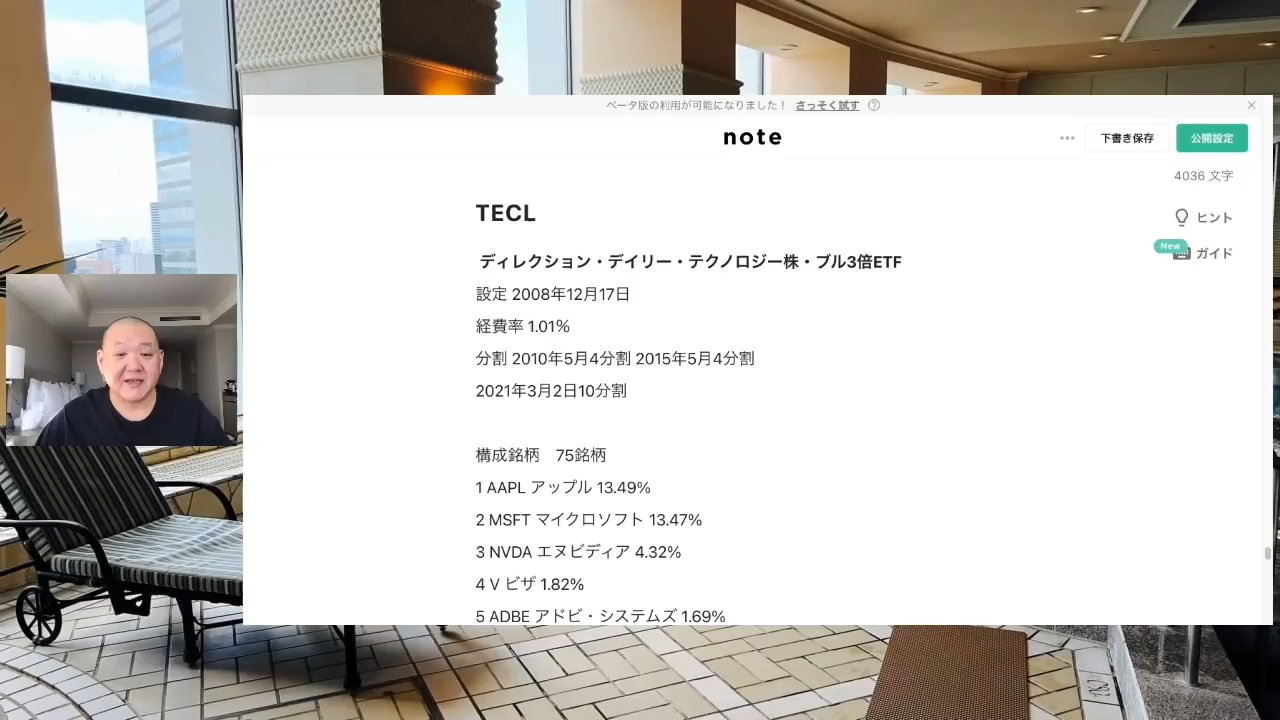 ベータ版の利用が可能になりました！ さっそく試す
note
下書き保存
公開設定
4036 文字
ヒント
New
ガイド
TECL
ディレクション・デイリー・テクノロジー株・ブル3倍ETF
設定 2008年12月17日
経費率 1.01%
分割 2010年5月4分割 2015年5月4分割
2021年3月2日10分割
構成銘柄　75銘柄
1 AAPL アップル 13.49%
2 MSFT マイクロソフト 13.47%
3 NVDA エヌビディア 4.32%
4 V ビザ 1.82%
5 ADBE アドビ・システムズ 1.69%